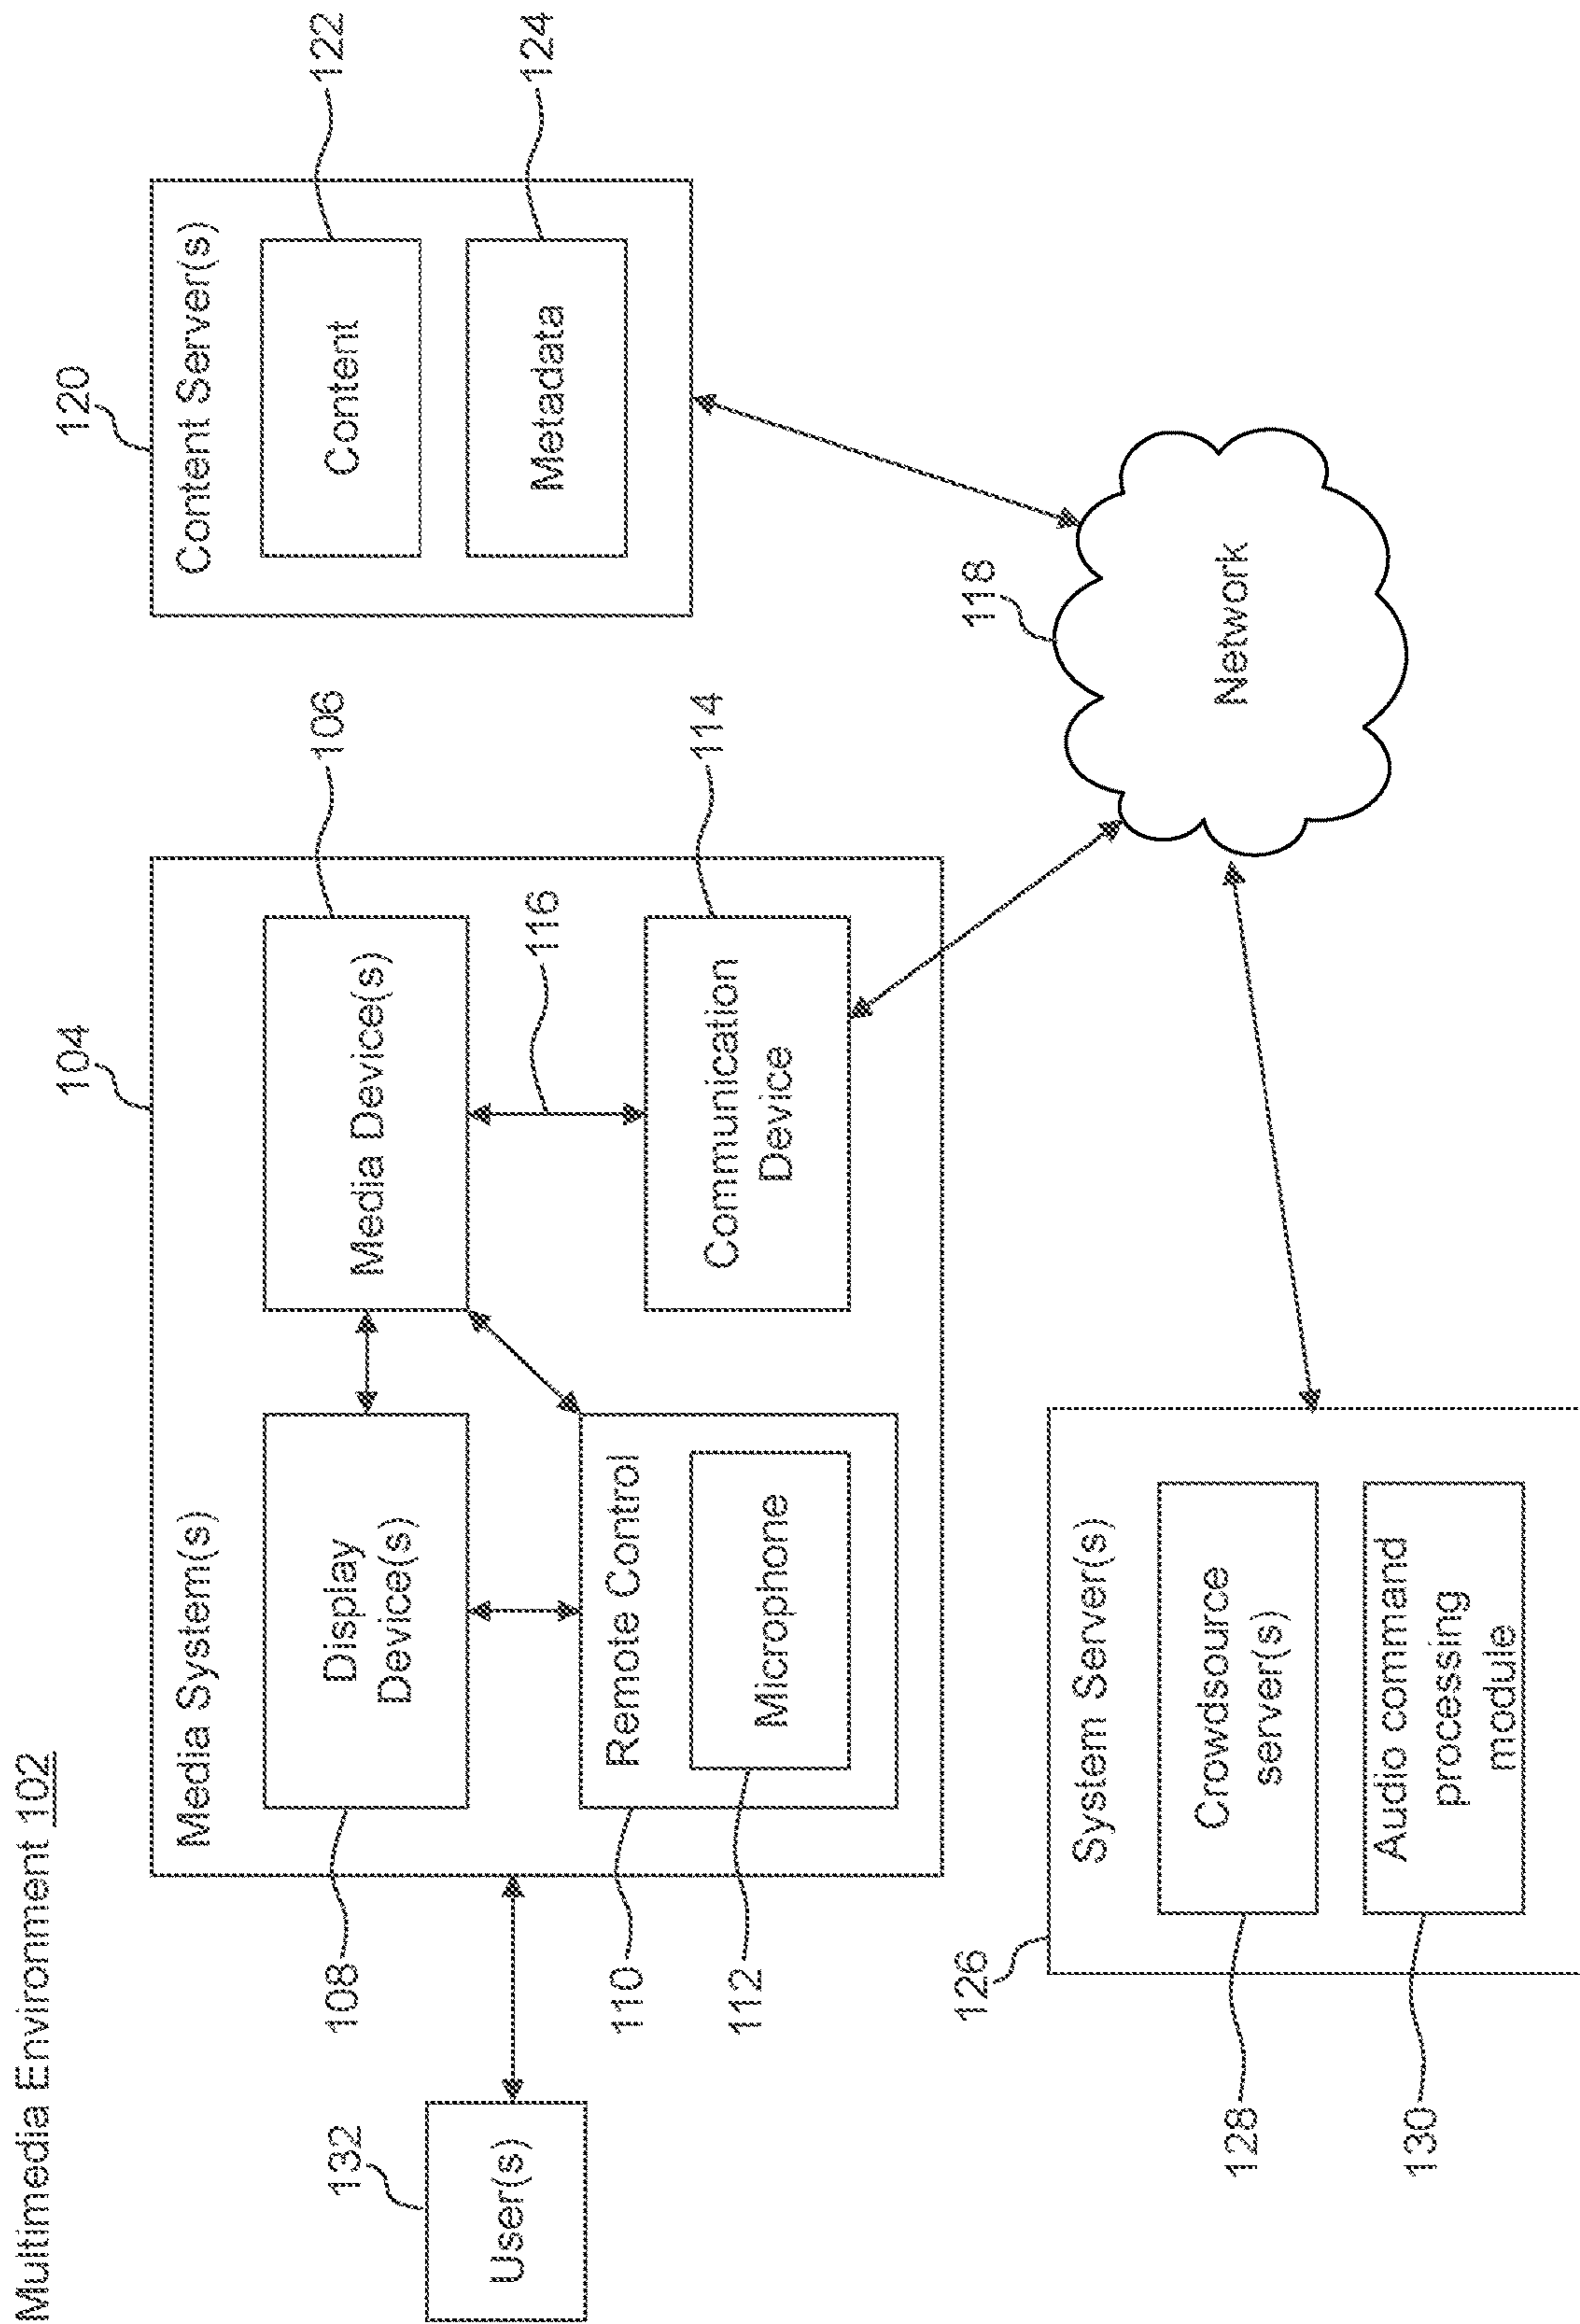 Multimedia Environment 102
132
User(s)
104
Media System(s)
108
Display
Device(s)
Media Device(s)
106
110
Remote Control
112
Microphone
116
Communication
Device
114
120
Content Server(s)
Content
122
Metadata
124
118
Network
126
System Server(s)
128
Crowdsource
server(s)
130
Audio command
processing
module